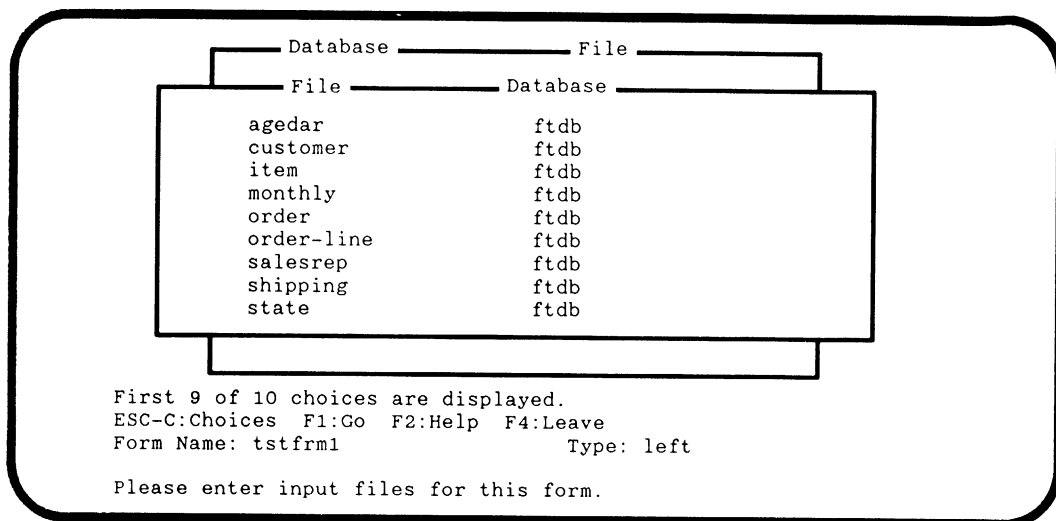 Database File
File Database
agedar ftdb
customer ftdb
item ftdb
monthly ftdb
order ftdb
order-line ftdb
salesrep ftdb
shipping ftdb
state ftdb
First 9 of 10 choices are displayed.
ESC-C:Choices F1:Go F2:Help F4:Leave
Form Name: tstfrm1 Type: left
Please enter input files for this form.